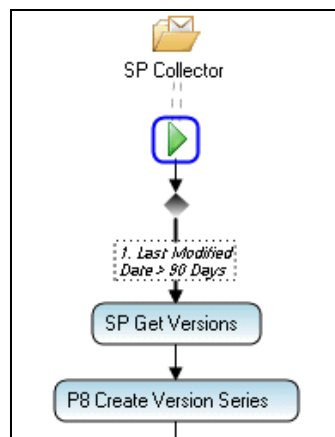 SP Collector
1. Last Modified
Date > 90 Days
SP Get Versions
P8 Create Version Series